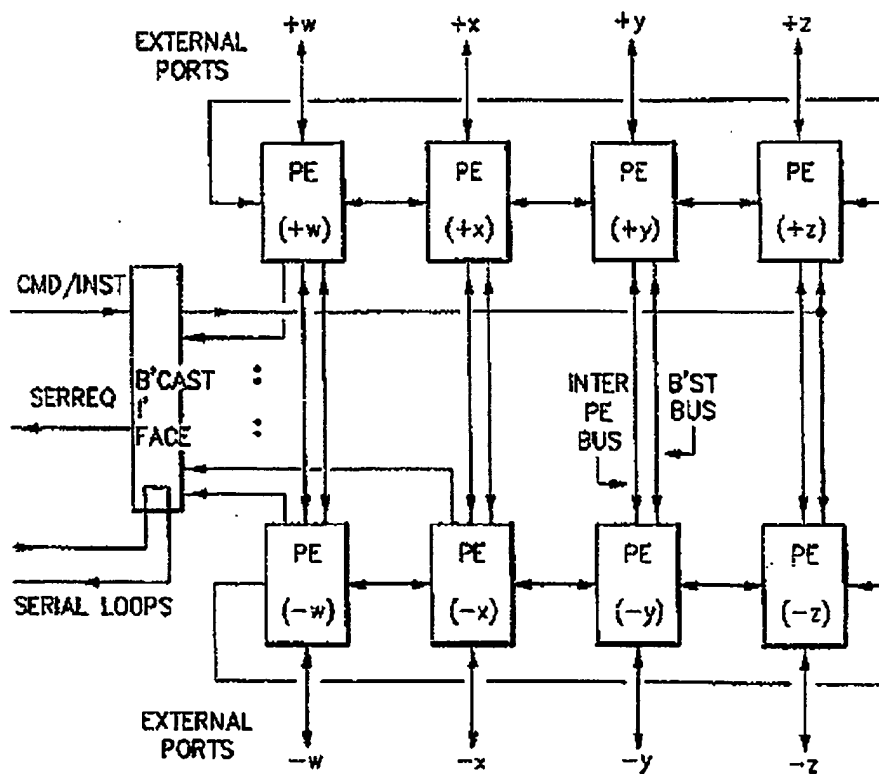 +w +x +y +z
EXTERNAL
PORTS
PE PE PE PE
(+w) (+x) (+y) (+z)
CMD/INST
B'CAST
I'
FACE
SERREQ
INTER
PE
BUS
B'ST
BUS
SERIAL LOOPS
PE PE PE PE
(-w) (-x) (-y) (-z)
EXTERNAL
PORTS
-w -x -y -z